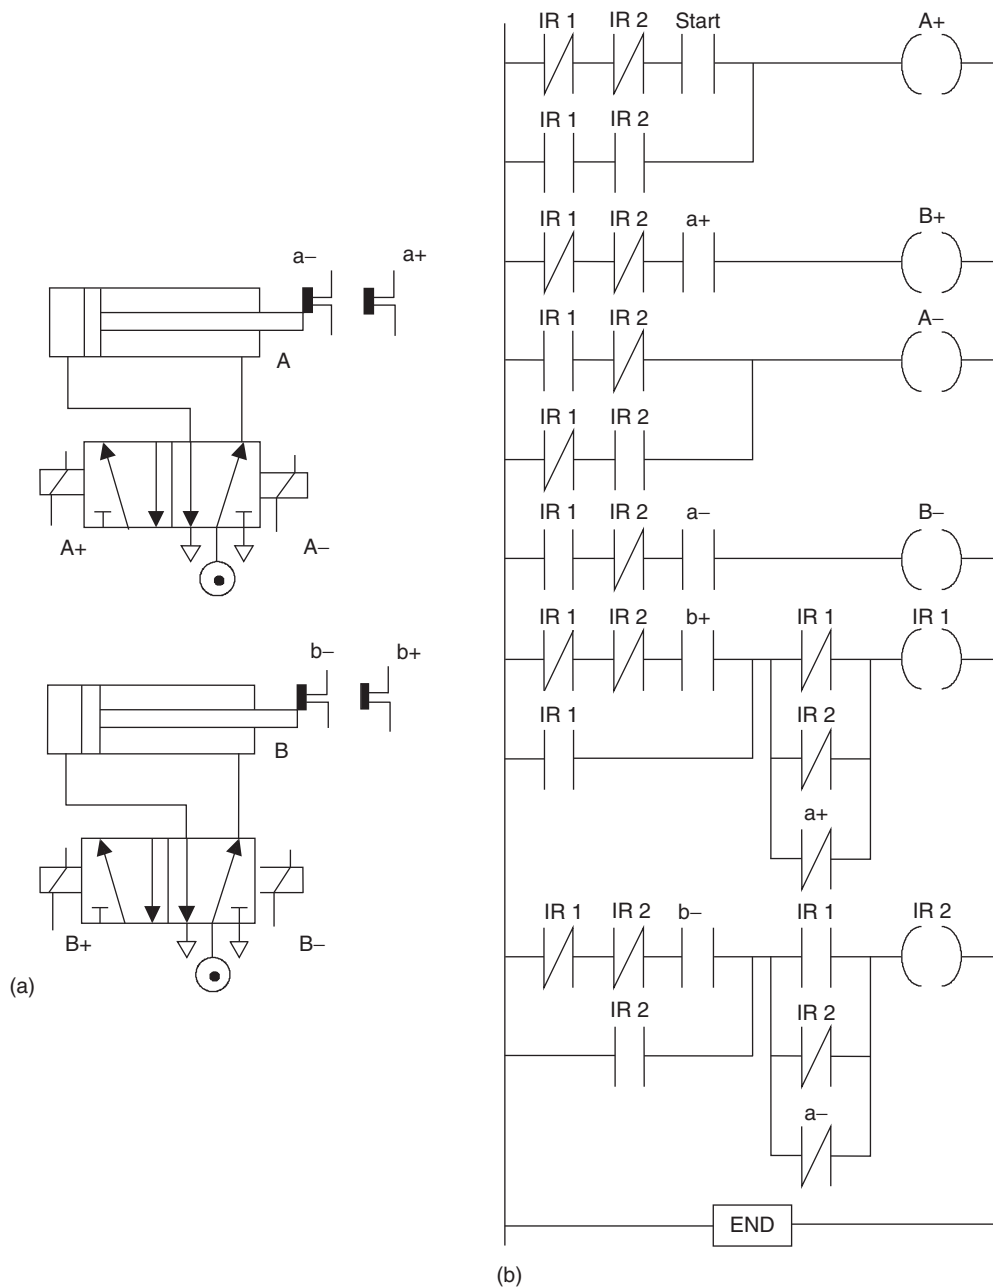 a−
a+
A
A+
A−
b−
b+
B
B+
B−
(a)
IR 1 IR 2 Start A+
IR 1 IR 2
IR 1 IR 2 a+ B+
IR 1 IR 2 A−
IR 1 IR 2
IR 1 IR 2 a− B−
IR 1 IR 2 b+ IR 1 IR 1
IR 1 IR 2
a+
IR 1 IR 2 b− IR 1 IR 2
IR 2 IR 2
a−
END
(b)